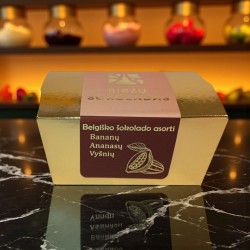 Belgiško šokolado asorti
Bananų
Ananasų
Vyšnių